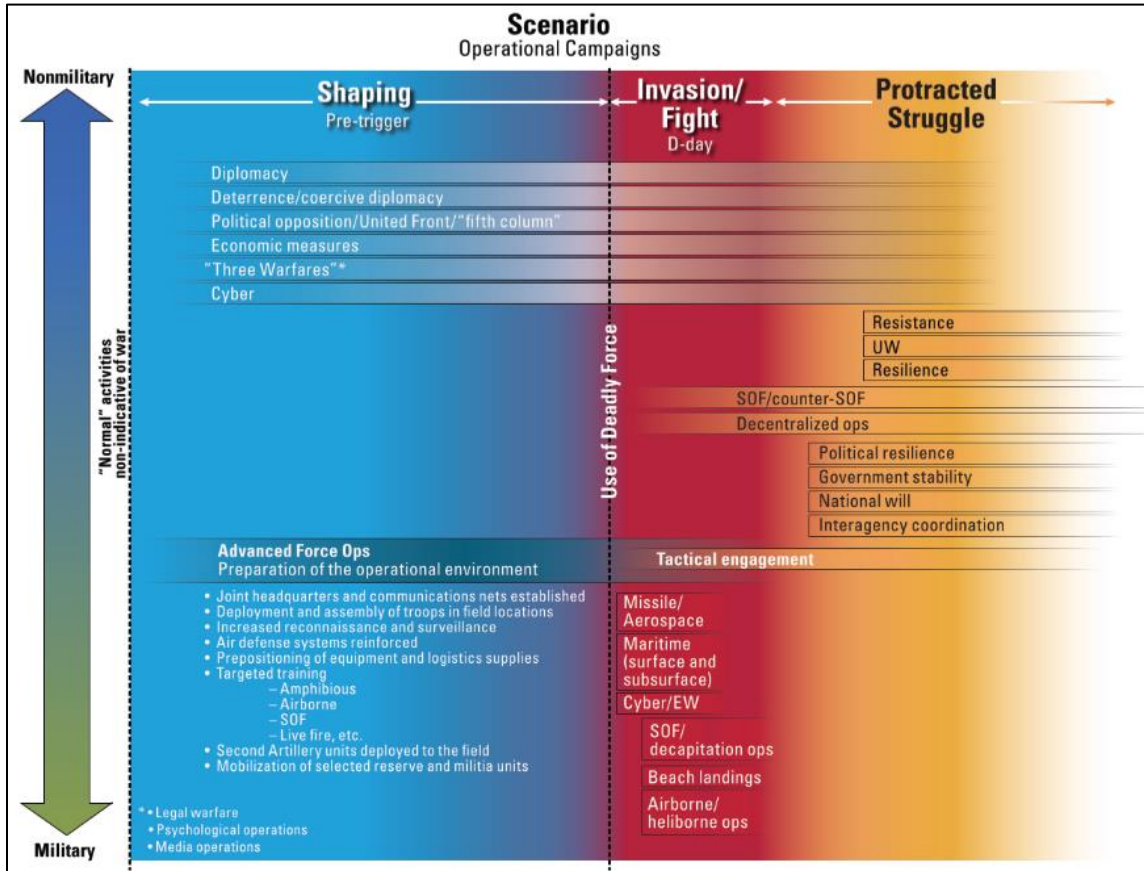 Scenario
Operational Campaigns
Nonmilitary
Shaping
Pre-trigger
Invasion/
Fight
D-day
Protracted
Struggle
Diplomacy
Deterrence/coercive diplomacy
Political opposition/United Front/"fifth column"
Economic measures
"Three Warfares"*
Cyber
"Normal" activities
non-indicative of war
Use of Deadly Force
Resistance
UW
Resilience
SOF/counter-SOF
Decentralized ops
Political resilience
Government stability
National will
Interagency coordination
Advanced Force Ops
Preparation of the operational environment
Tactical engagement
• Joint headquarters and communications nets established
• Deployment and assembly of troops in field locations
• Increased reconnaissance and surveillance
• Air defense systems reinforced
• Prepositioning of equipment and logistics supplies
• Targeted training
– Amphibious
– Airborne
– SOF
– Live fire, etc.
• Second Artillery units deployed to the field
• Mobilization of selected reserve and militia units
Missile/
Aerospace
Maritime
(surface and
subsurface)
Cyber/EW
SOF/
decapitation ops
Beach landings
Airborne/
heliborne ops
* • Legal warfare
• Psychological operations
• Media operations
Military